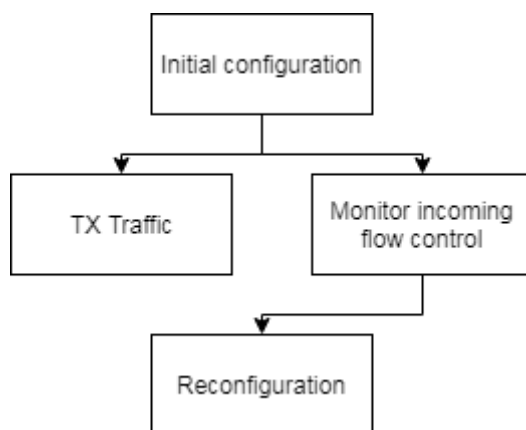 Initial configuration
TX Traffic
Monitor incoming
flow control
Reconfiguration